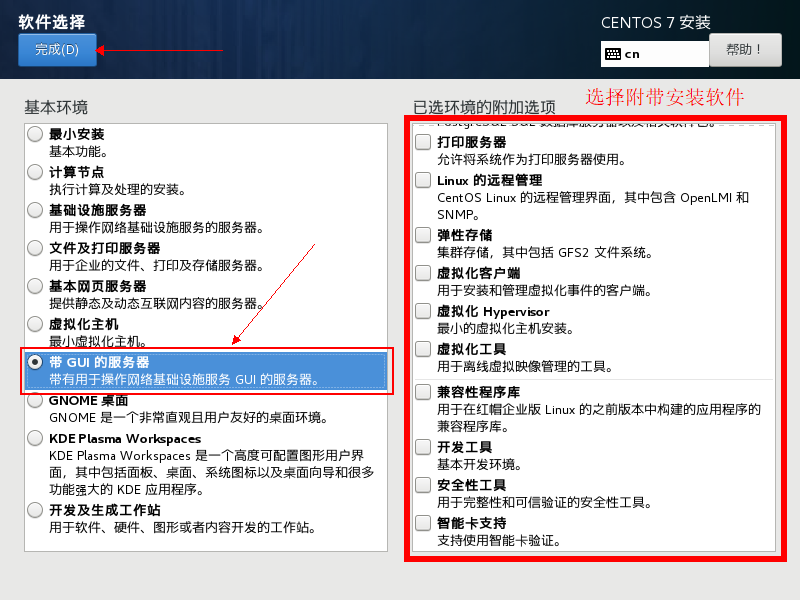 软件选择
CENTOS 7 安装
完成(D)
cn
帮助！
选择附带安装软件
基本环境
已选环境的附加选项
最小安装
基本功能。
计算节点
执行计算及处理的安装。
基础设施服务器
用于操作网络基础设施服务的服务器。
文件及打印服务器
用于企业的文件、打印及存储服务器。
基本网页服务器
提供静态及动态互联网内容的服务器。
虚拟化主机
最小虚拟化主机。
带 GUI 的服务器
带有用于操作网络基础设施服务 GUI 的服务器。
GNOME 桌面
GNOME 是一个非常直观且用户友好的桌面环境。
KDE Plasma Workspaces
KDE Plasma Workspaces 是一个高度可配置图形用户界
面，其中包括面板、桌面、系统图标以及桌面向导和很多
功能强大的 KDE 应用程序。
开发及生成工作站
用于软件、硬件、图形或者内容开发的工作站。
打印服务器
允许将系统作为打印服务器使用。
Linux 的远程管理
CentOS Linux 的远程管理界面，其中包含 OpenLMI 和
SNMP。
弹性存储
集群存储，其中包括 GFS2 文件系统。
虚拟化客户端
用于安装和管理虚拟化事件的客户端。
虚拟化 Hypervisor
最小的虚拟化主机安装。
虚拟化工具
用于离线虚拟映像管理的工具。
兼容性程序库
用于在红帽企业版 Linux 的之前版本中构建的应用程序的
兼容程序库。
开发工具
基本开发环境。
安全性工具
用于完整性和可信验证的安全性工具。
智能卡支持
支持使用智能卡验证。